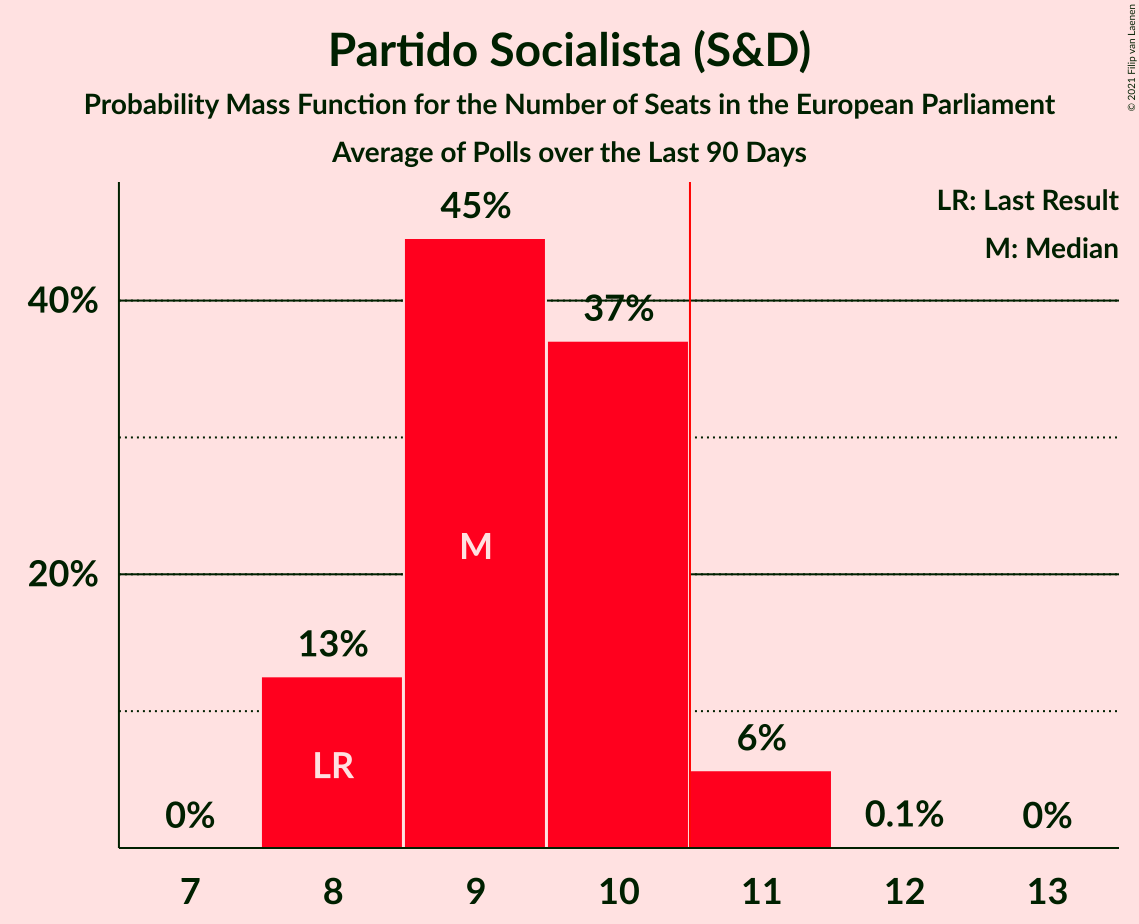 Partido Socialista (S&D)
Probability Mass Function for the Number of Seats in the European Parliament
Average of Polls over the Last 90 Days
© 2021 Filip van Laenen
LR: Last Result
M: Median
45%
40%
37%
M
20%
13%
LR
6%
0%
0.1%
0%
7 8 9 10 11 12 13